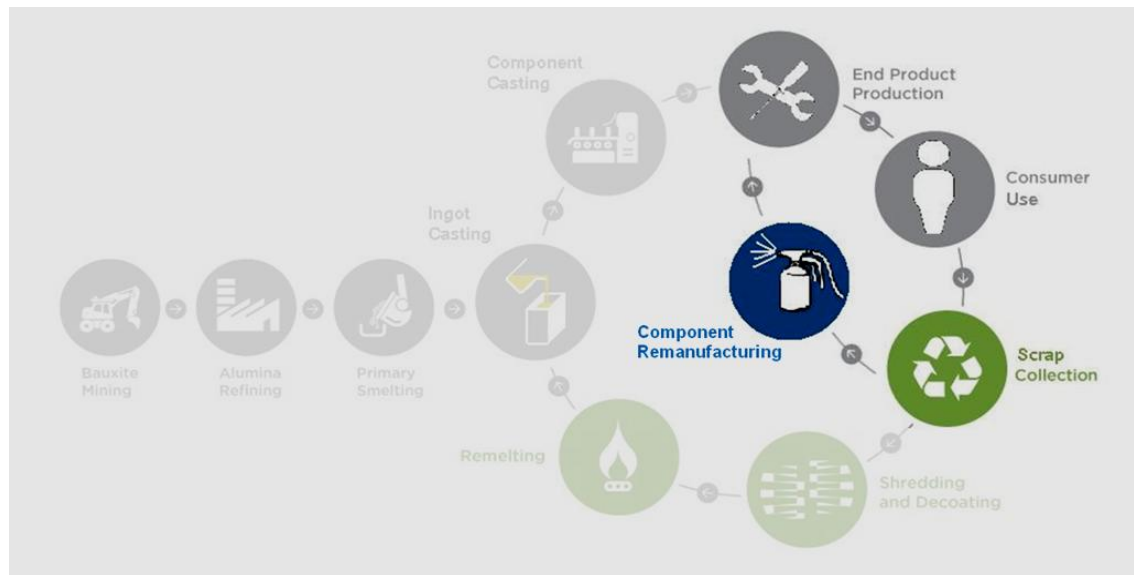 Component
Casting
End Product
Production
Consumer
Use
Ingot
Casting
Component
Remanufacturing
Bauxite
Mining
Alumina
Refining
Primary
Smelting
Scrap
Collection
Remelting
Shredding
and Decoating